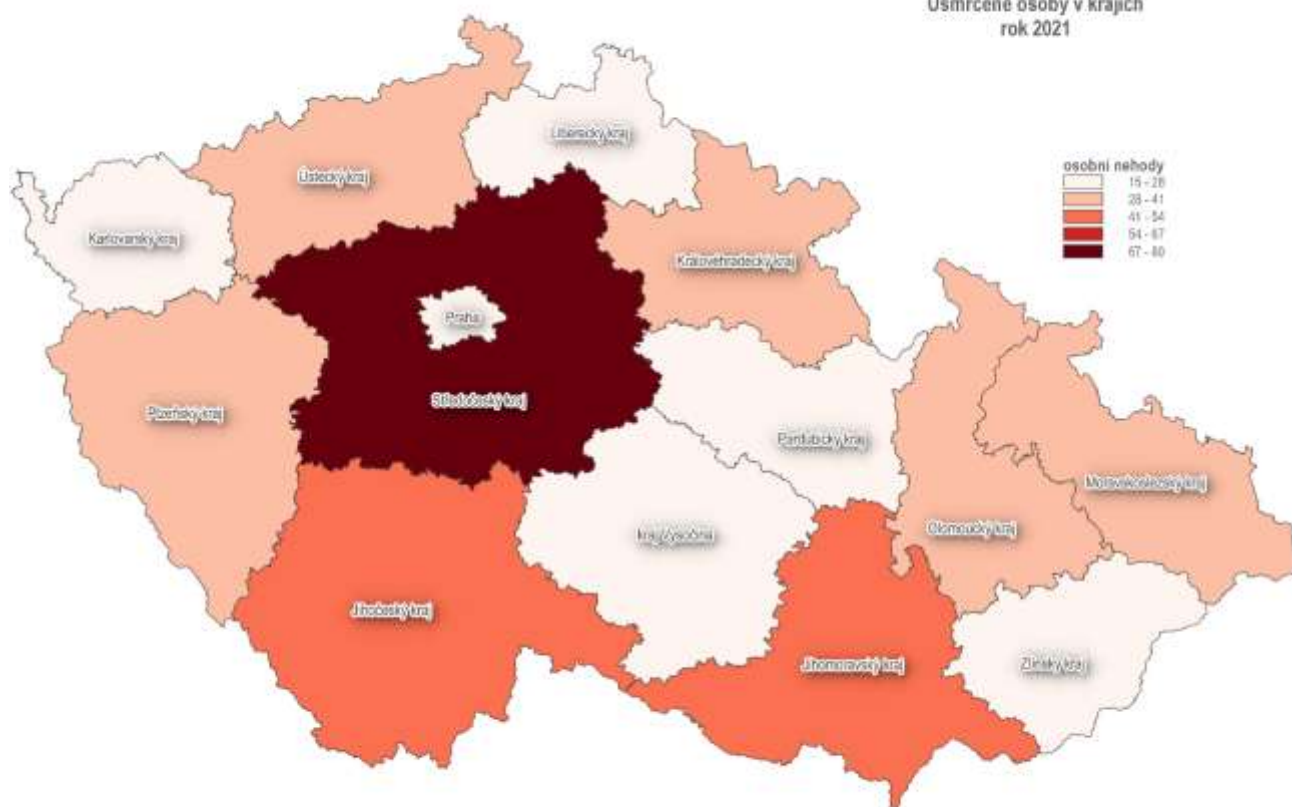 Usmrcené osoby v krajích
rok 2021
Liberecký kraj
osobní nehody
15 - 28
28 - 41
41 - 54
54 - 67
67 - 80
Ústecký kraj
Karlovarský kraj
Královehradecký kraj
Praha
Středočeský kraj
Plzeňský kraj
Pardubický kraj
Moravskoslezský kraj
Olomoucký kraj
kraj Vysočina
Jihočeský kraj
Jihomoravský kraj
Zlínský kraj